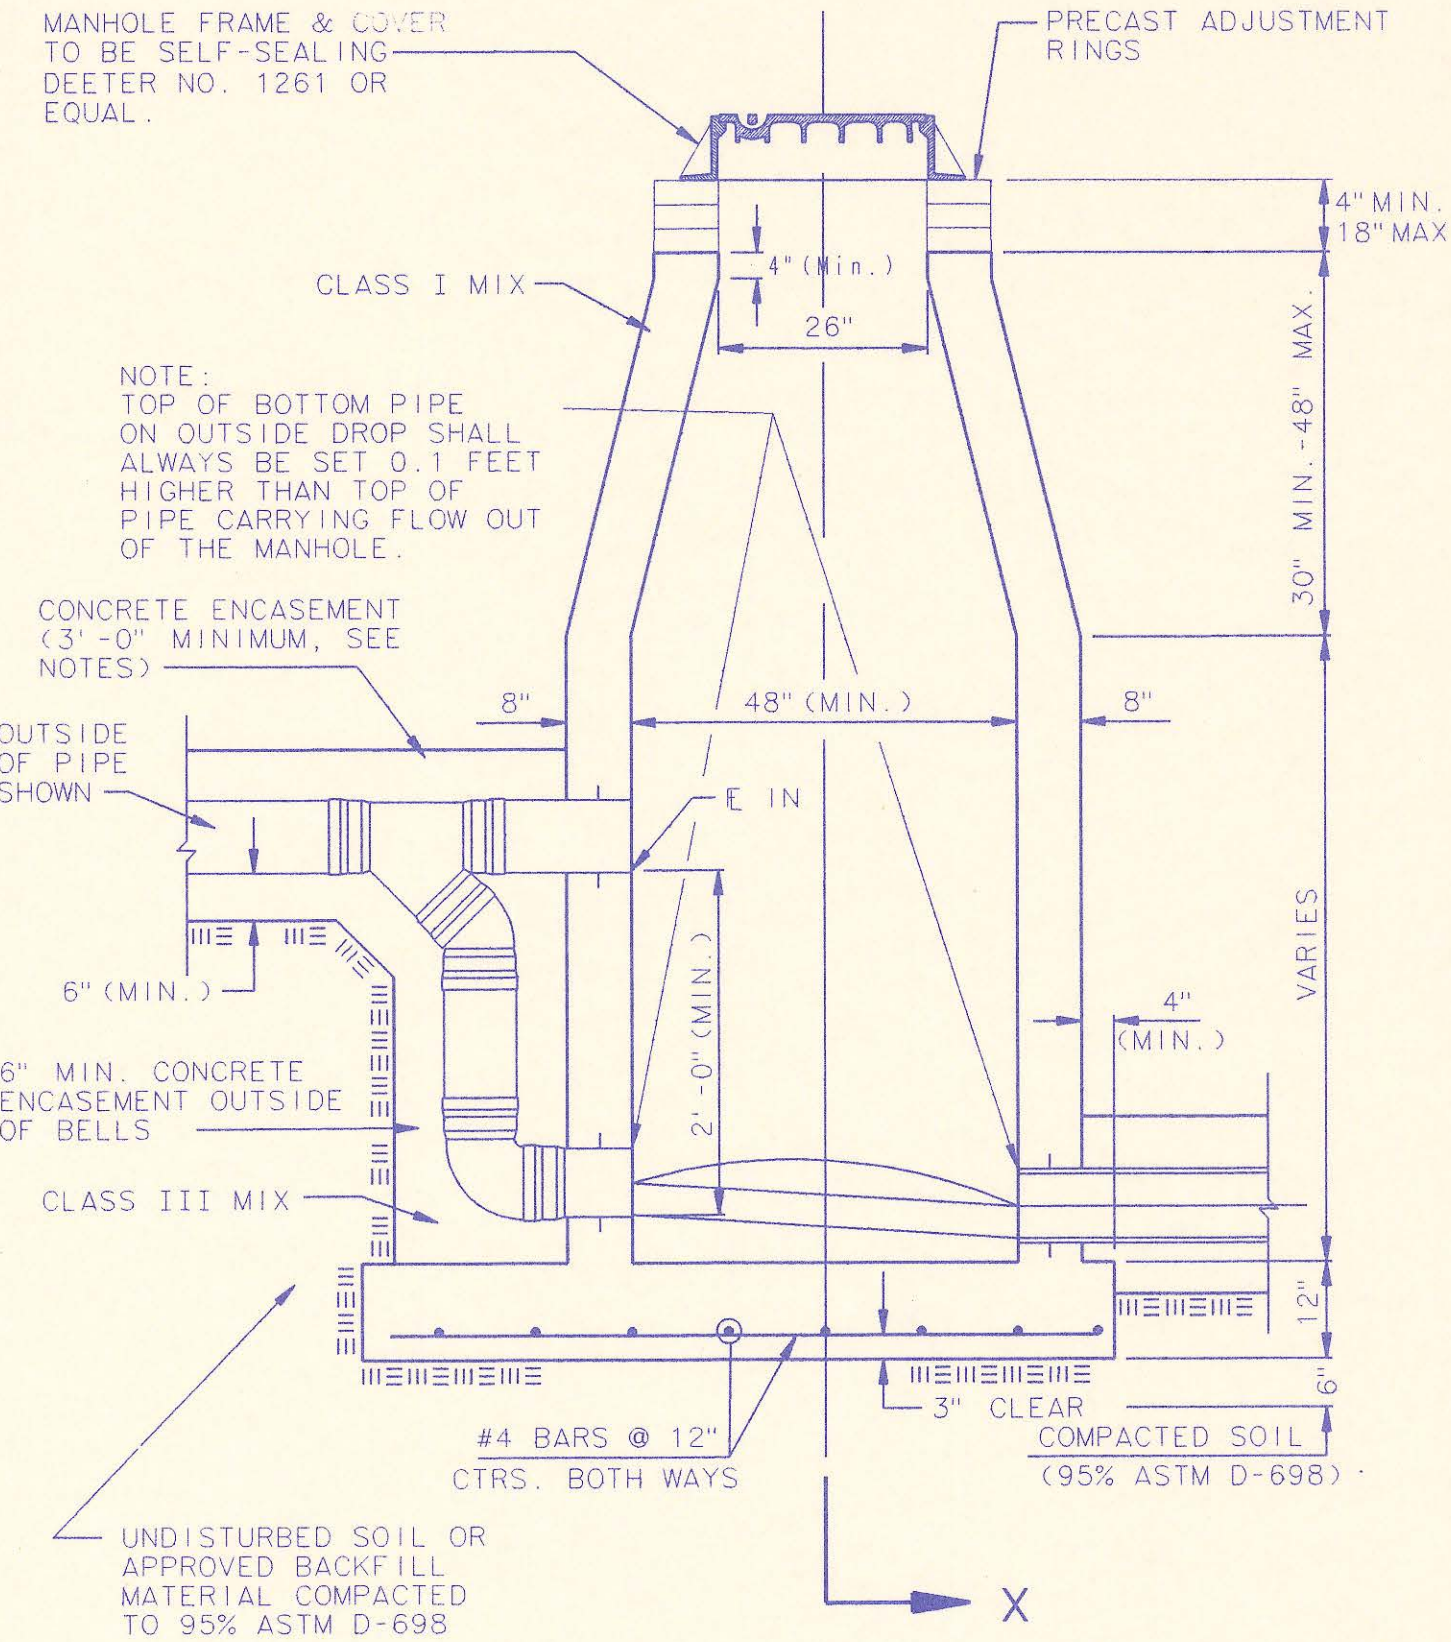 MANHOLE FRAME & COVER
TO BE SELF-SEALING
DEETER NO. 1261 OR
EQUAL.
PRECAST ADJUSTMENT
RINGS
4" MIN.
18" MAX
4" (Min.)
CLASS I MIX
26"
30" MIN.-48" MAX.
NOTE:
TOP OF BOTTOM PIPE
ON OUTSIDE DROP SHALL
ALWAYS BE SET 0.1 FEET
HIGHER THAN TOP OF
PIPE CARRYING FLOW OUT
OF THE MANHOLE.
CONCRETE ENCASEMENT
(3'-0" MINIMUM, SEE
NOTES)
8"
48" (MIN.)
8"
OUTSIDE
OF PIPE
SHOWN
IN
VARIES
2'-0" (MIN.)
6" (MIN.)
4"
(MIN.)
6" MIN. CONCRETE
ENCASEMENT OUTSIDE
OF BELLS
CLASS III MIX
12"
6"
3" CLEAR
#4 BARS @ 12"
CTRS. BOTH WAYS
COMPACTED SOIL
(95% ASTM D-698)
UNDISTURBED SOIL OR
APPROVED BACKFILL
MATERIAL COMPACTED
TO 95% ASTM D-698
X